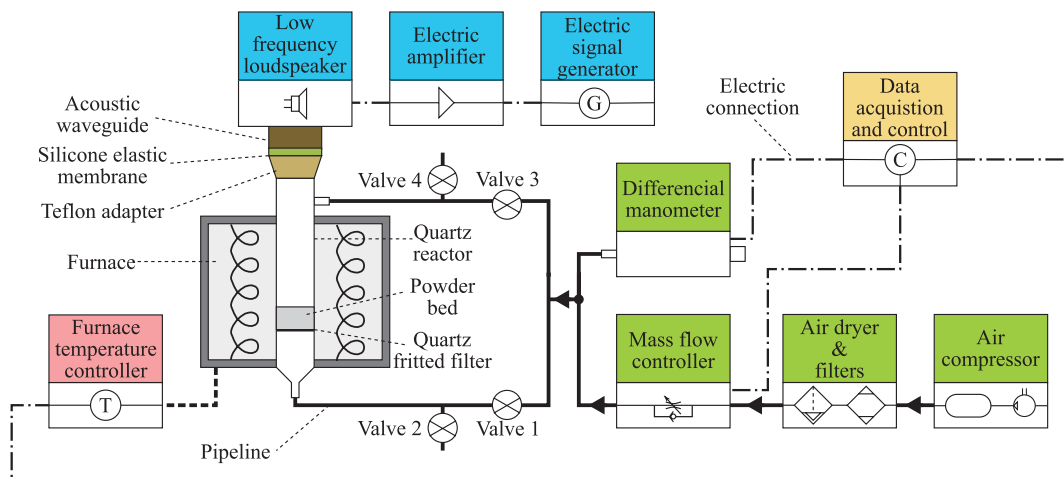 Low
frequency
loudspeaker
Electric
amplifier
Electric
signal
generator
G
Acoustic
waveguide
Silicone elastic
membrane
Teflon adapter
Electric
connection
Data
acquistion
and control
C
Valve 4
Valve 3
Differencial
manometer
Furnace
Quartz
reactor
Powder
bed
Quartz
fritted filter
Furnace
temperature
controller
T
Mass flow
controller
Air dryer
&
filters
Air
compressor
Pipeline
Valve 2
Valve 1